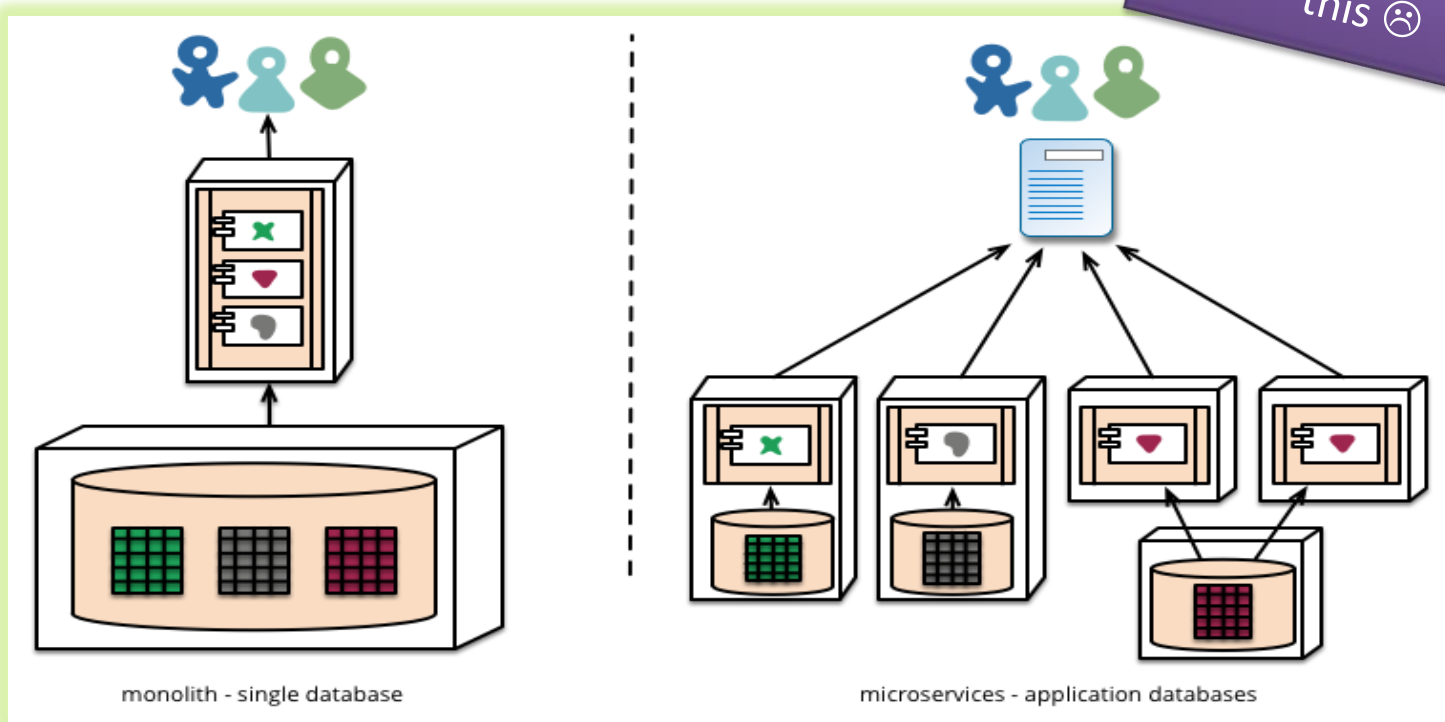 this ☹
monolith - single database
microservices - application databases